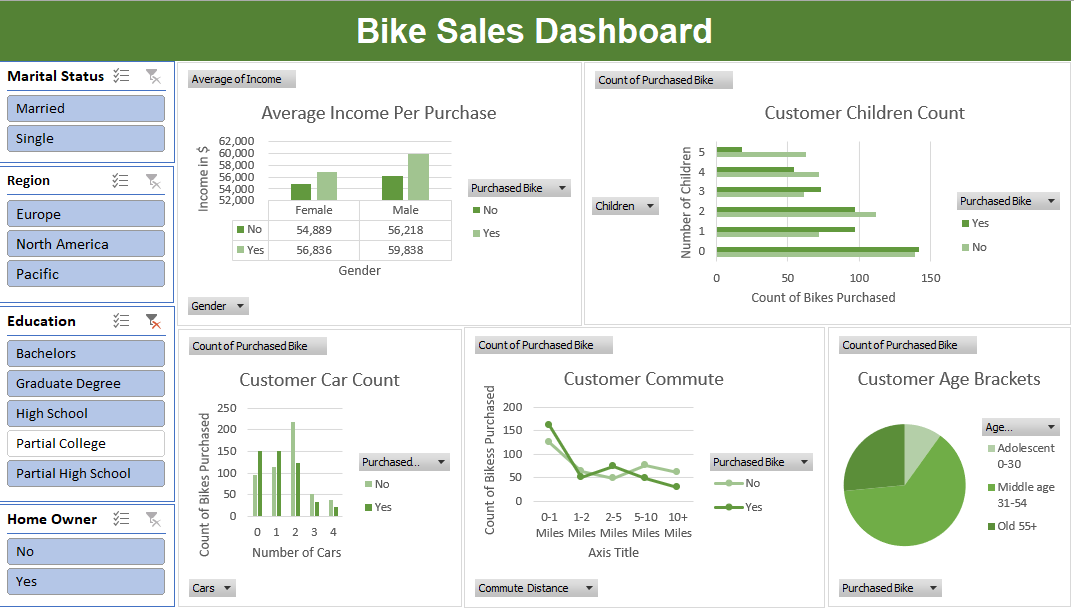 Bike Sales Dashboard
Marital Status
Married
Single
Region
Europe
North America
Pacific
Education
Bachelors
Graduate Degree
High School
Partial College
Partial High School
Home Owner
No
Yes
Average of Income
Average Income Per Purchase
Income in $
62,000
60,000
58,000
56,000
54,000
52,000
Female Male
No 54,889 56,218
Yes 56,836 59,838
Gender
Purchased Bike
No
Yes
Gender
Count of Purchased Bike
Customer Children Count
Children
Number of Children
5
4
3
2
1
0
0 50 100 150
Count of Bikes Purchased
Purchased Bike
Yes
No
Count of Purchased Bike
Customer Car Count
Count of Bikes Purchased
250
200
150
100
50
0
0 1 2 3 4
Number of Cars
Purchased...
No
Yes
Cars
Count of Purchased Bike
Customer Commute
Count of Bikess Purchased
200
150
100
50
0
0-1 1-2 2-5 5-10 10+
Miles Miles Miles Miles Miles
Axis Title
Purchased Bike
No
Yes
Commute Distance
Count of Purchased Bike
Customer Age Brackets
Age...
Adolescent
0-30
Middle age
31-54
Old 55+
Purchased Bike